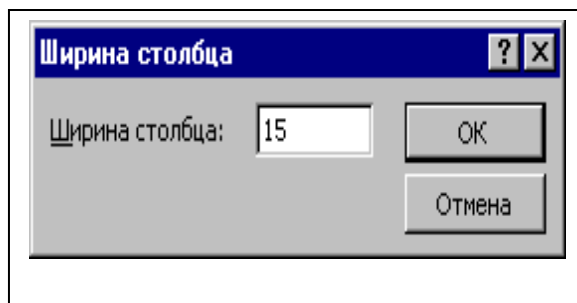 Ширина столбца
Ширина столбца: 15
ОК
Отмена